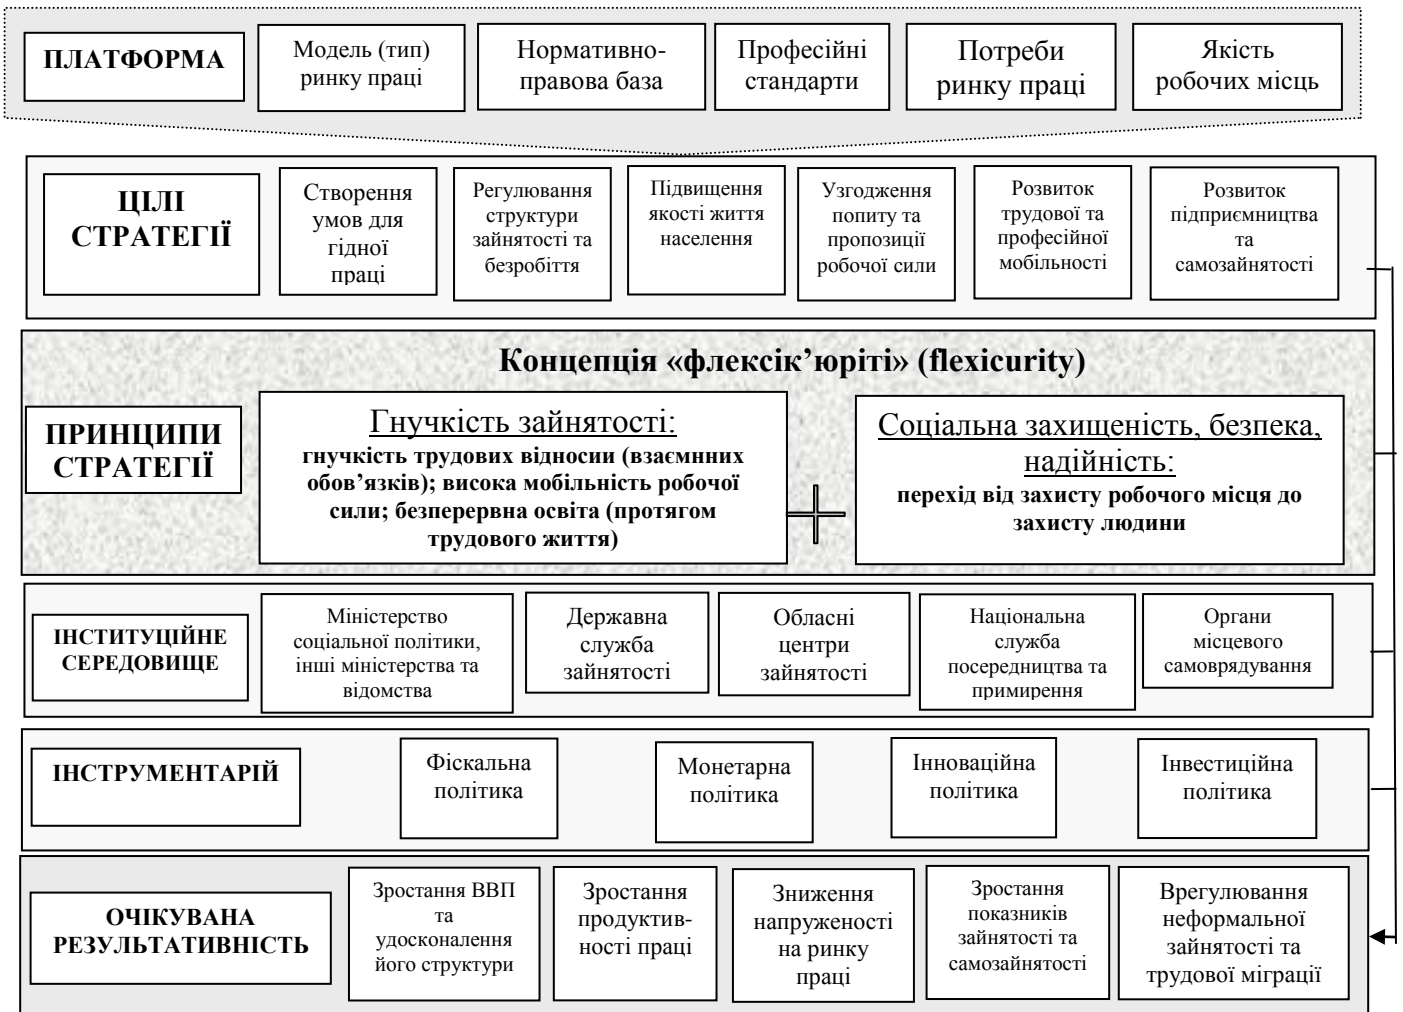 ПЛАТФОРМА
Модель (тип)
ринку праці
Нормативно-
правова база
Професійні
стандарти
Потреби
ринку праці
Якість
робочих місць
ЦІЛІ
СТРАТЕГІЇ
Створення
умов для
гідної
праці
Регулювання
структури
зайнятості та
безробіття
Підвищення
якості життя
населення
Узгодження
попиту та
пропозиції
робочої сили
Розвиток
трудової та
професійної
мобільності
Розвиток
підприємництва
та
самозайнятості
Концепція «флексік’юріті» (flexicurity)
ПРИНЦИПИ
СТРАТЕГІЇ
Гнучкість зайнятості:
гнучкість трудових відносии (взаємнних
обов’язків); висока мобільність робочої
сили; безперервна освіта (протягом
трудового життя)
Соціальна захищеність, безпека,
надійність:
перехід від захисту робочого місця до
захисту людини
ІНСТИТУЦІЙНЕ
СЕРЕДОВИЩЕ
Міністерство
соціальної політики,
інші міністерства та
відомства
Державна
служба
зайнятості
Обласні
центри
зайнятості
Національна
служба
посередництва та
примирення
Органи
місцевого
самоврядування
ІНСТРУМЕНТАРІЙ
Фіскальна
політика
Монетарна
політика
Інноваційна
політика
Інвестиційна
політика
ОЧІКУВАНА
РЕЗУЛЬТАТИВНІСТЬ
Зростання ВВП
та
удосконалення
його структури
Зростання
продуктив-
ності праці
Зниження
напруженості
на ринку
праці
Зростання
показників
зайнятості та
самозайнятості
Врегулювання
неформальної
зайнятості та
трудової міграції